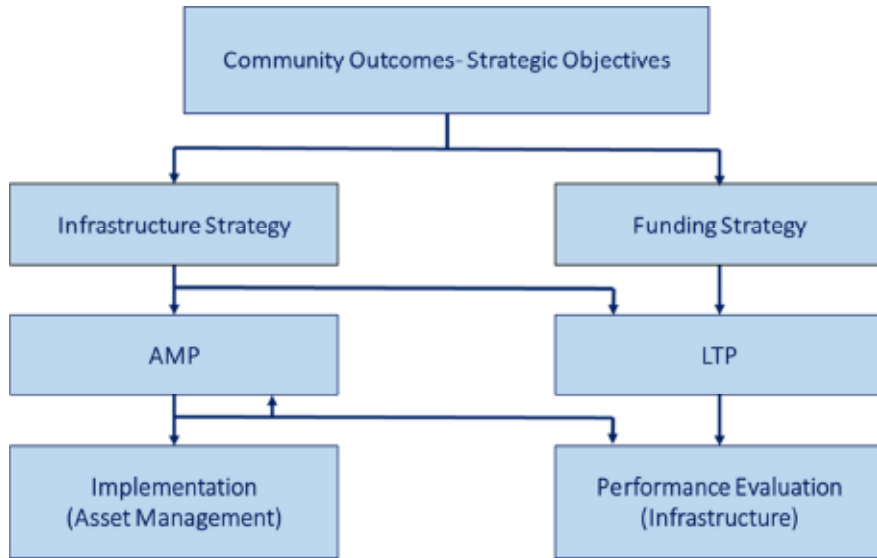 Community Outcomes- Strategic Objectives
Infrastructure Strategy
Funding Strategy
AMP
LTP
Implementation
(Asset Management)
Performance Evaluation
(Infrastructure)